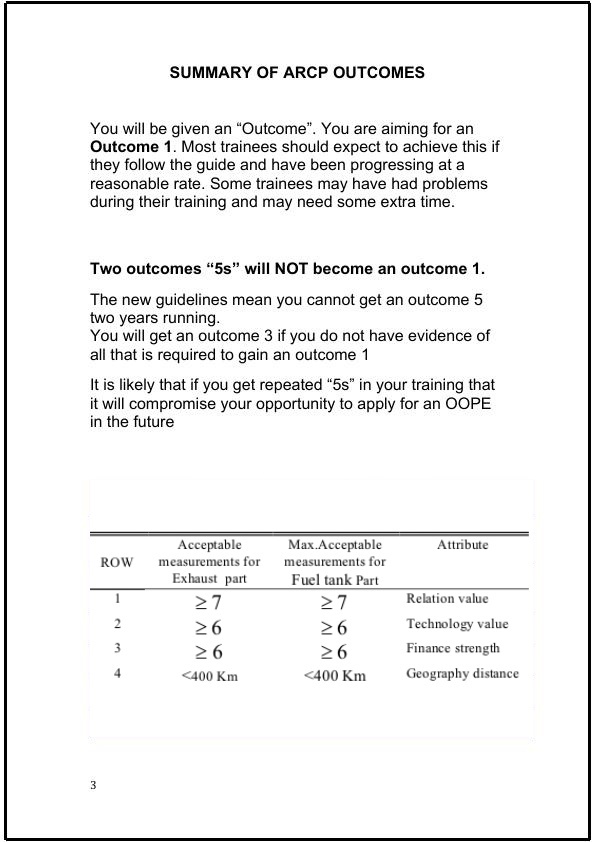 SUMMARY OF ARCP OUTCOMES
You will be given an “Outcome”. You are aiming for an
Outcome 1. Most trainees should expect to achieve this if
they follow the guide and have been progressing at a
reasonable rate. Some trainees may have had problems
during their training and may need some extra time.
Two outcomes “5s” will NOT become an outcome 1.
The new guidelines mean you cannot get an outcome 5
two years running.
You will get an outcome 3 if you do not have evidence of
all that is required to gain an outcome 1
It is likely that if you get repeated “5s” in your training that
it will compromise your opportunity to apply for an OOPE
in the future
ROW Acceptable measurements for Exhaust part Max.Acceptable measurements for Fuel tank Part Attribute
1 ≥ 7 ≥ 7 Relation value
2 ≥ 6 ≥ 6 Technology value
3 ≥ 6 ≥ 6 Finance strength
4 <400 Km <400 Km Geography distance
3